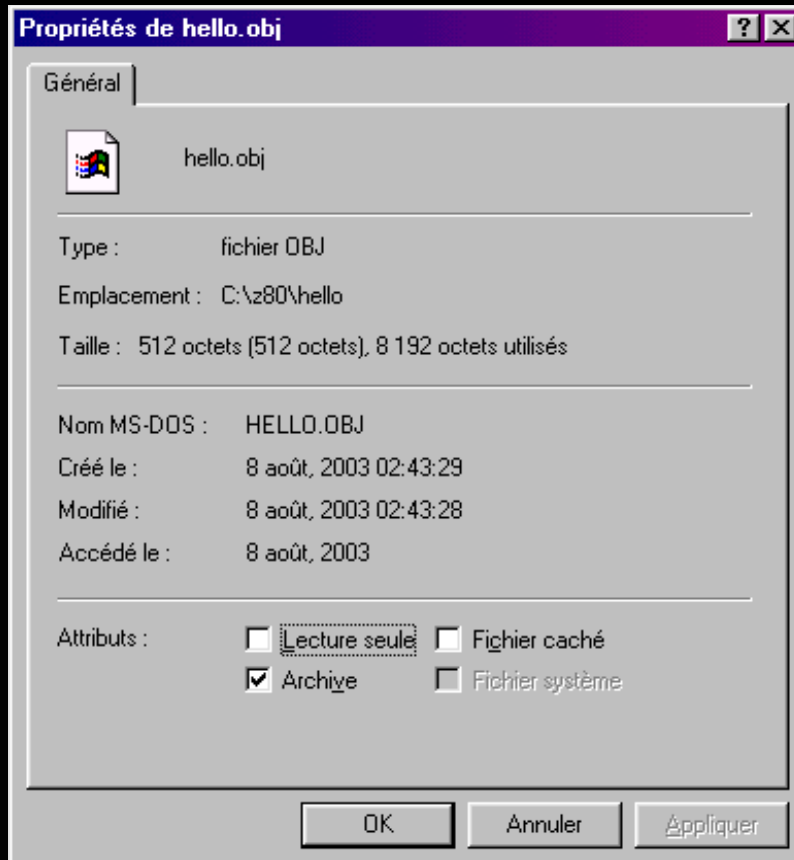 Propriétés de hello.obj
Général
hello.obj
Type : fichier OBJ
Emplacement : C:\z80\hello
Taille : 512 octets (512 octets), 8 192 octets utilisés
Nom MS-DOS : HELLO.OBJ
Créé le : 8 août, 2003 02:43:29
Modifié : 8 août, 2003 02:43:28
Accédé le : 8 août, 2003
Attributs : Lecture seule Fichier caché
Archive Fichier système
OK Annuler Appliquer